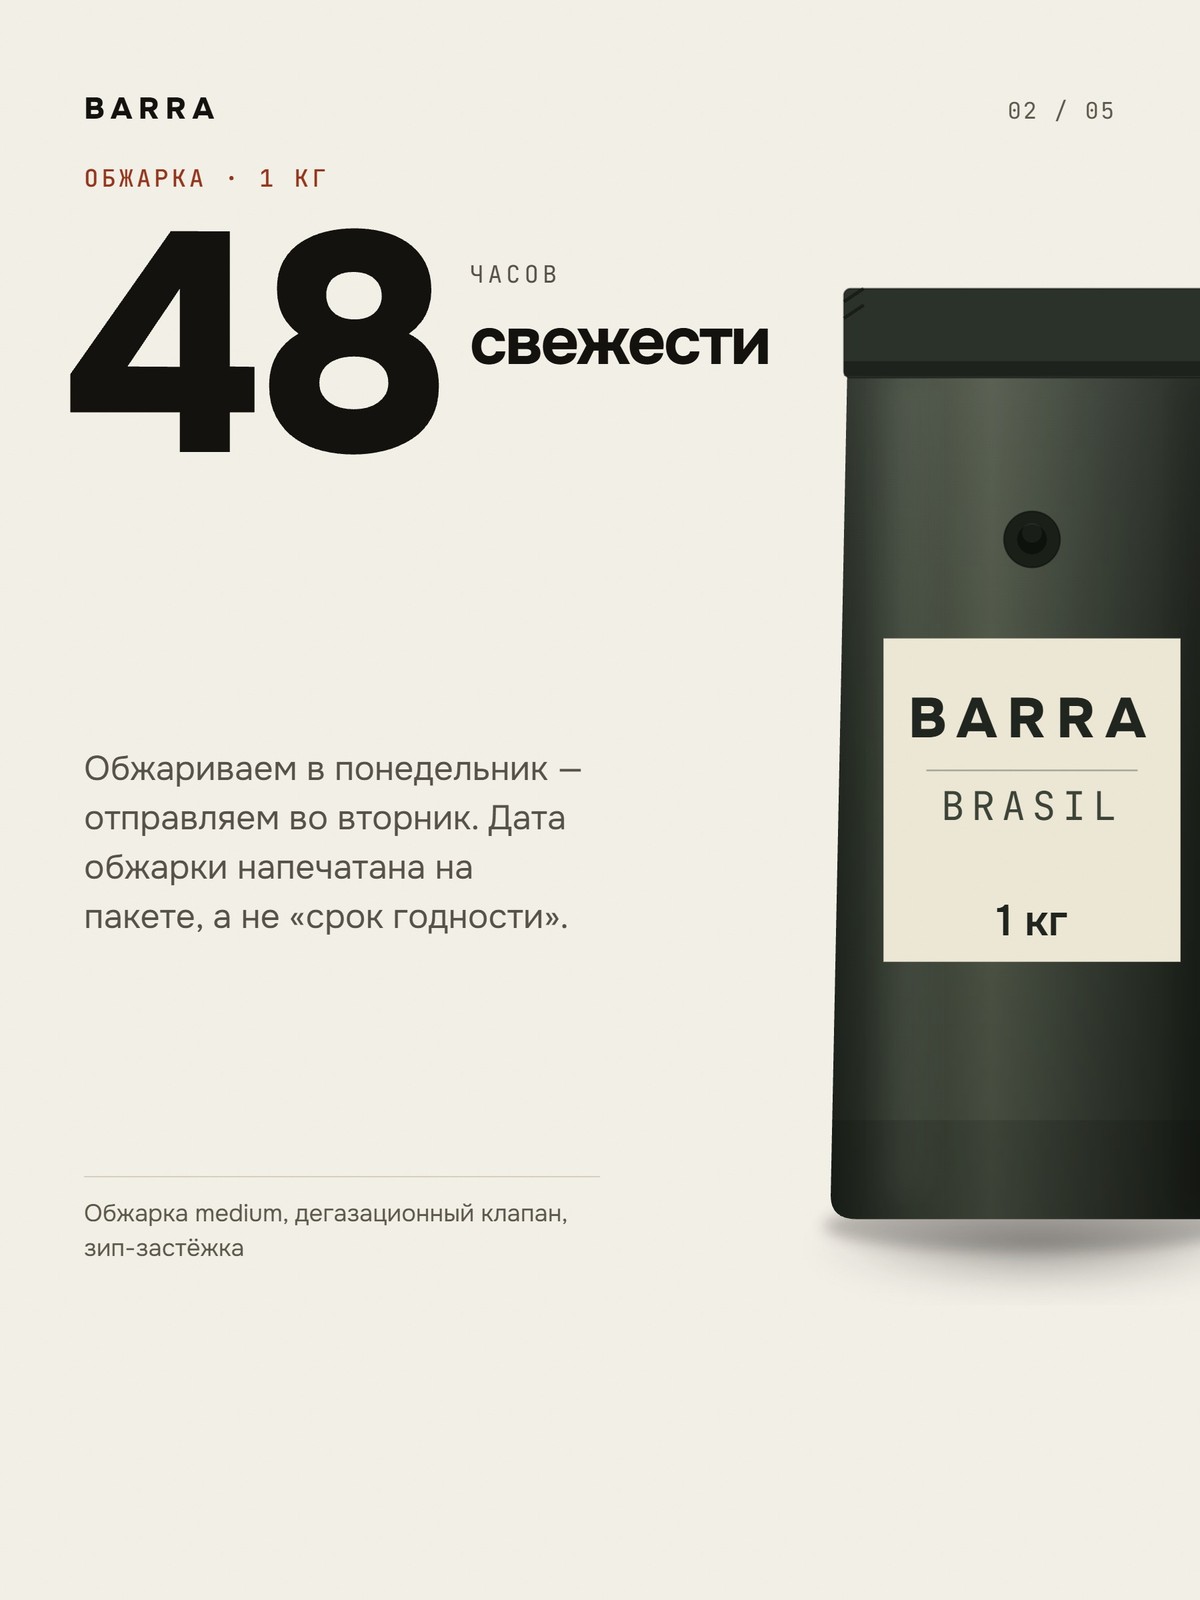 BARRA
02 / 05
ОБЖАРКА · 1 КГ
48
ЧАСОВ
свежести
Обжариваем в понедельник —
отправляем во вторник. Дата
обжарки напечатана на
пакете, а не «срок годности».
BARRA
BRASIL
1 кг
Обжарка medium, дегазационный клапан,
зип-застёжка